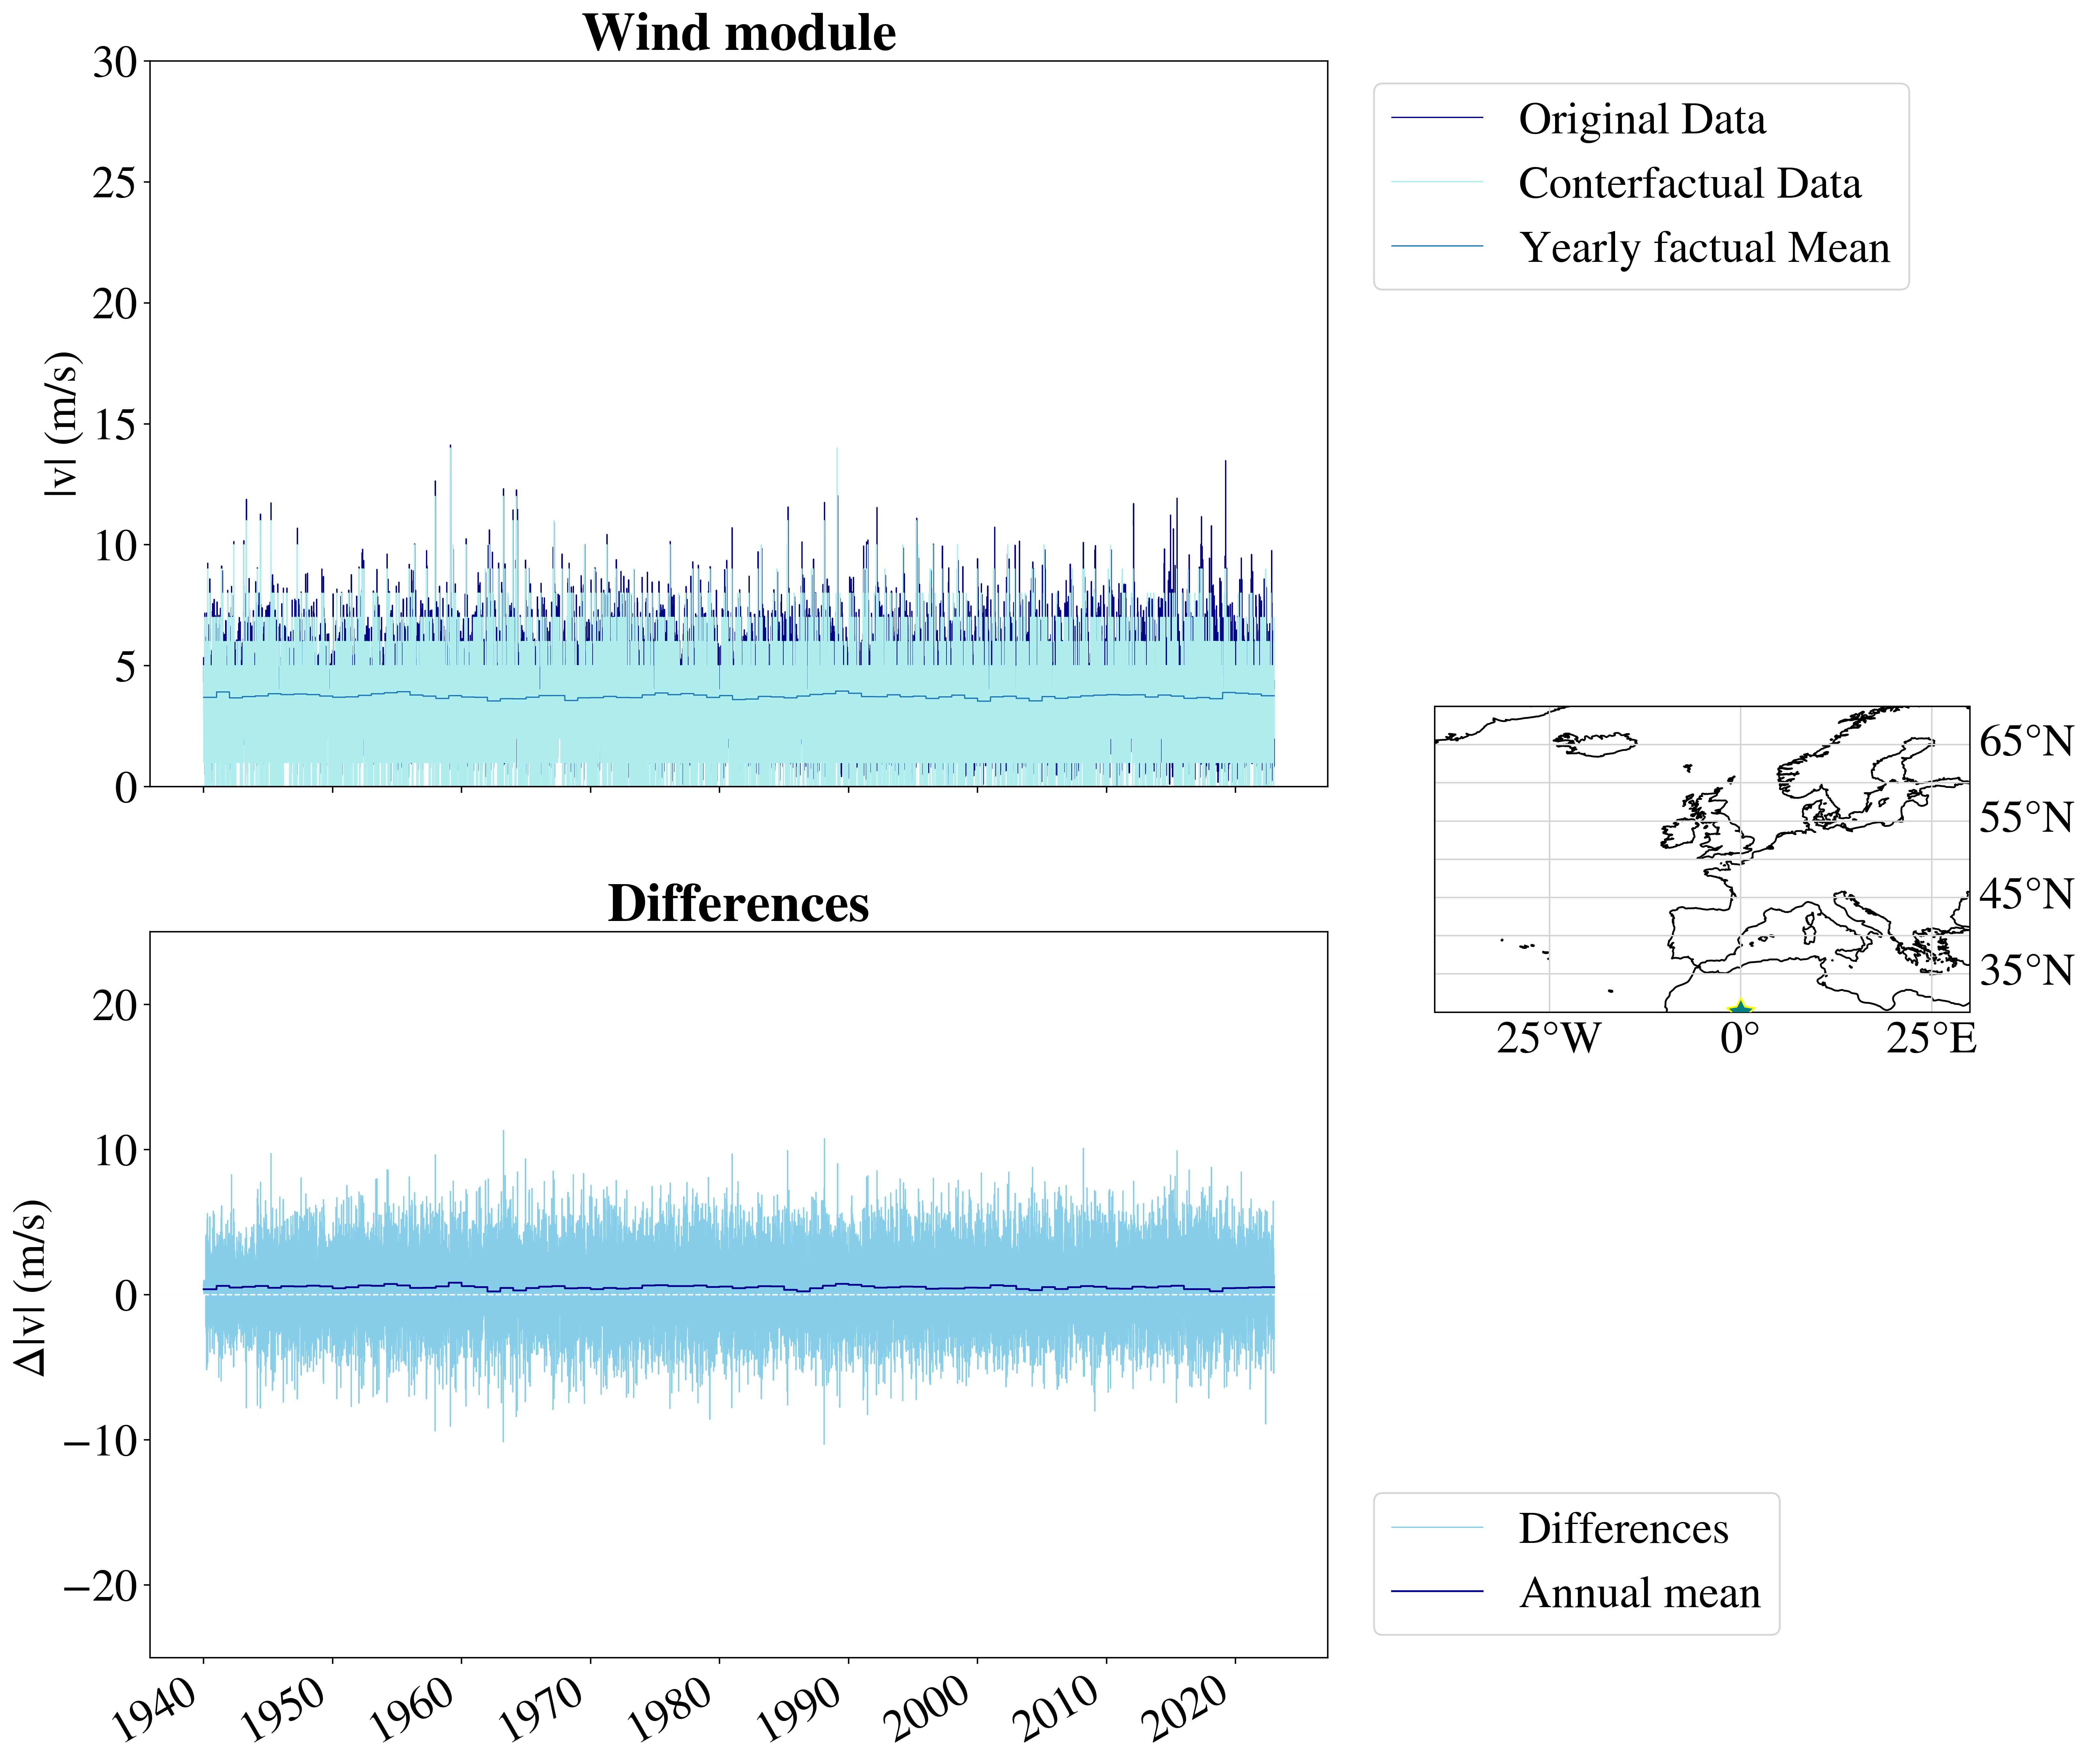 Wind module
30
25
20
15
10
5
0
|v| (m/s)
Original Data
Conterfactual Data
Yearly factual Mean
65°N
55°N
45°N
35°N
25°W 0° 25°E
Differences
20
10
0
−10
−20
Δ|v| (m/s)
1940 1950 1960 1970 1980 1990 2000 2010 2020
Differences
Annual mean